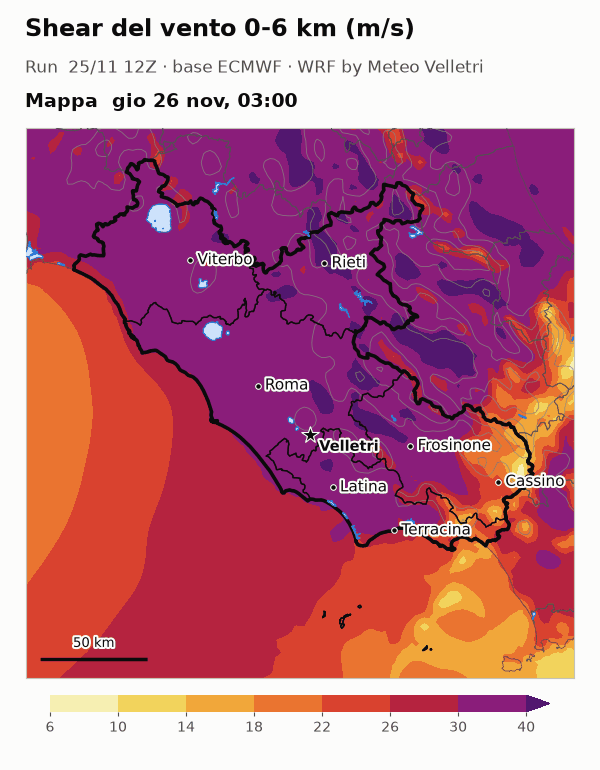 Shear del vento 0-6 km (m/s)
Run  25/11 12Z · base ECMWF · WRF by Meteo Velletri
Mappa  gio 26 nov, 03:00
Viterbo
Rieti
Roma
Velletri
Frosinone
Cassino
Latina
Terracina
50 km
6 10 14 18 22 26 30 40